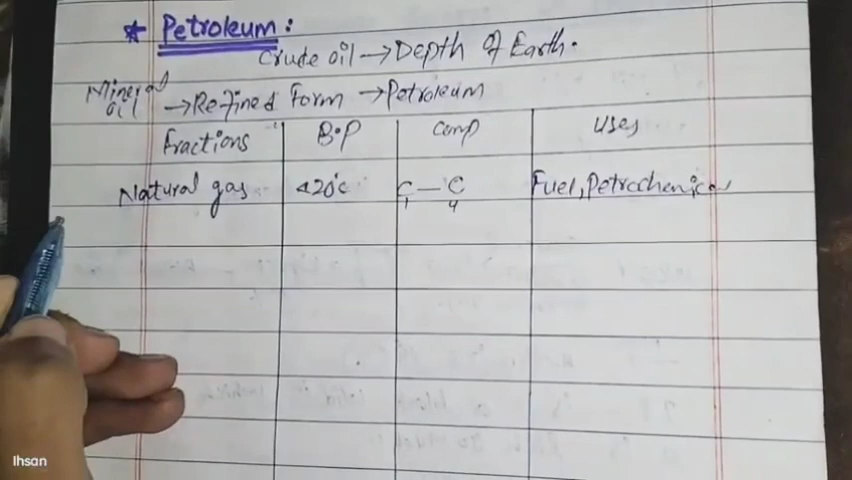 * Petroleum:
Crude oil → Depth of Earth.
Mineral oil → Refined Form → Petroleum
Fractions B.P Comp Uses
Natural gas <20°C C1 — C4 Fuel, Petrochemical
Ihsan